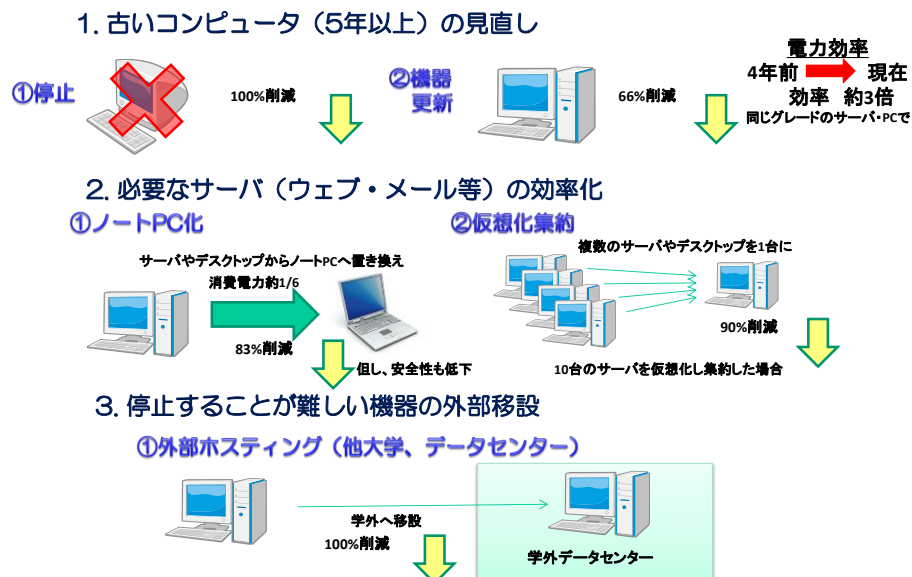 1. 古いコンピュータ（5年以上）の見直し
電力効率
4年前 現在
効率 約3倍
同じグレードのサーバ・PCで
①停止
100%削減
②機器
更新
66%削減
2. 必要なサーバ（ウェブ・メール等）の効率化
①ノートPC化
サーバやデスクトップからノートPCへ置き換え
消費電力約1/6
83%削減
但し、安全性も低下
②仮想化集約
複数のサーバやデスクトップを1台に
90%削減
10台のサーバを仮想化し集約した場合
3. 停止することが難しい機器の外部移設
①外部ホスティング（他大学、データセンター）
学外へ移設
100%削減
学外データセンター